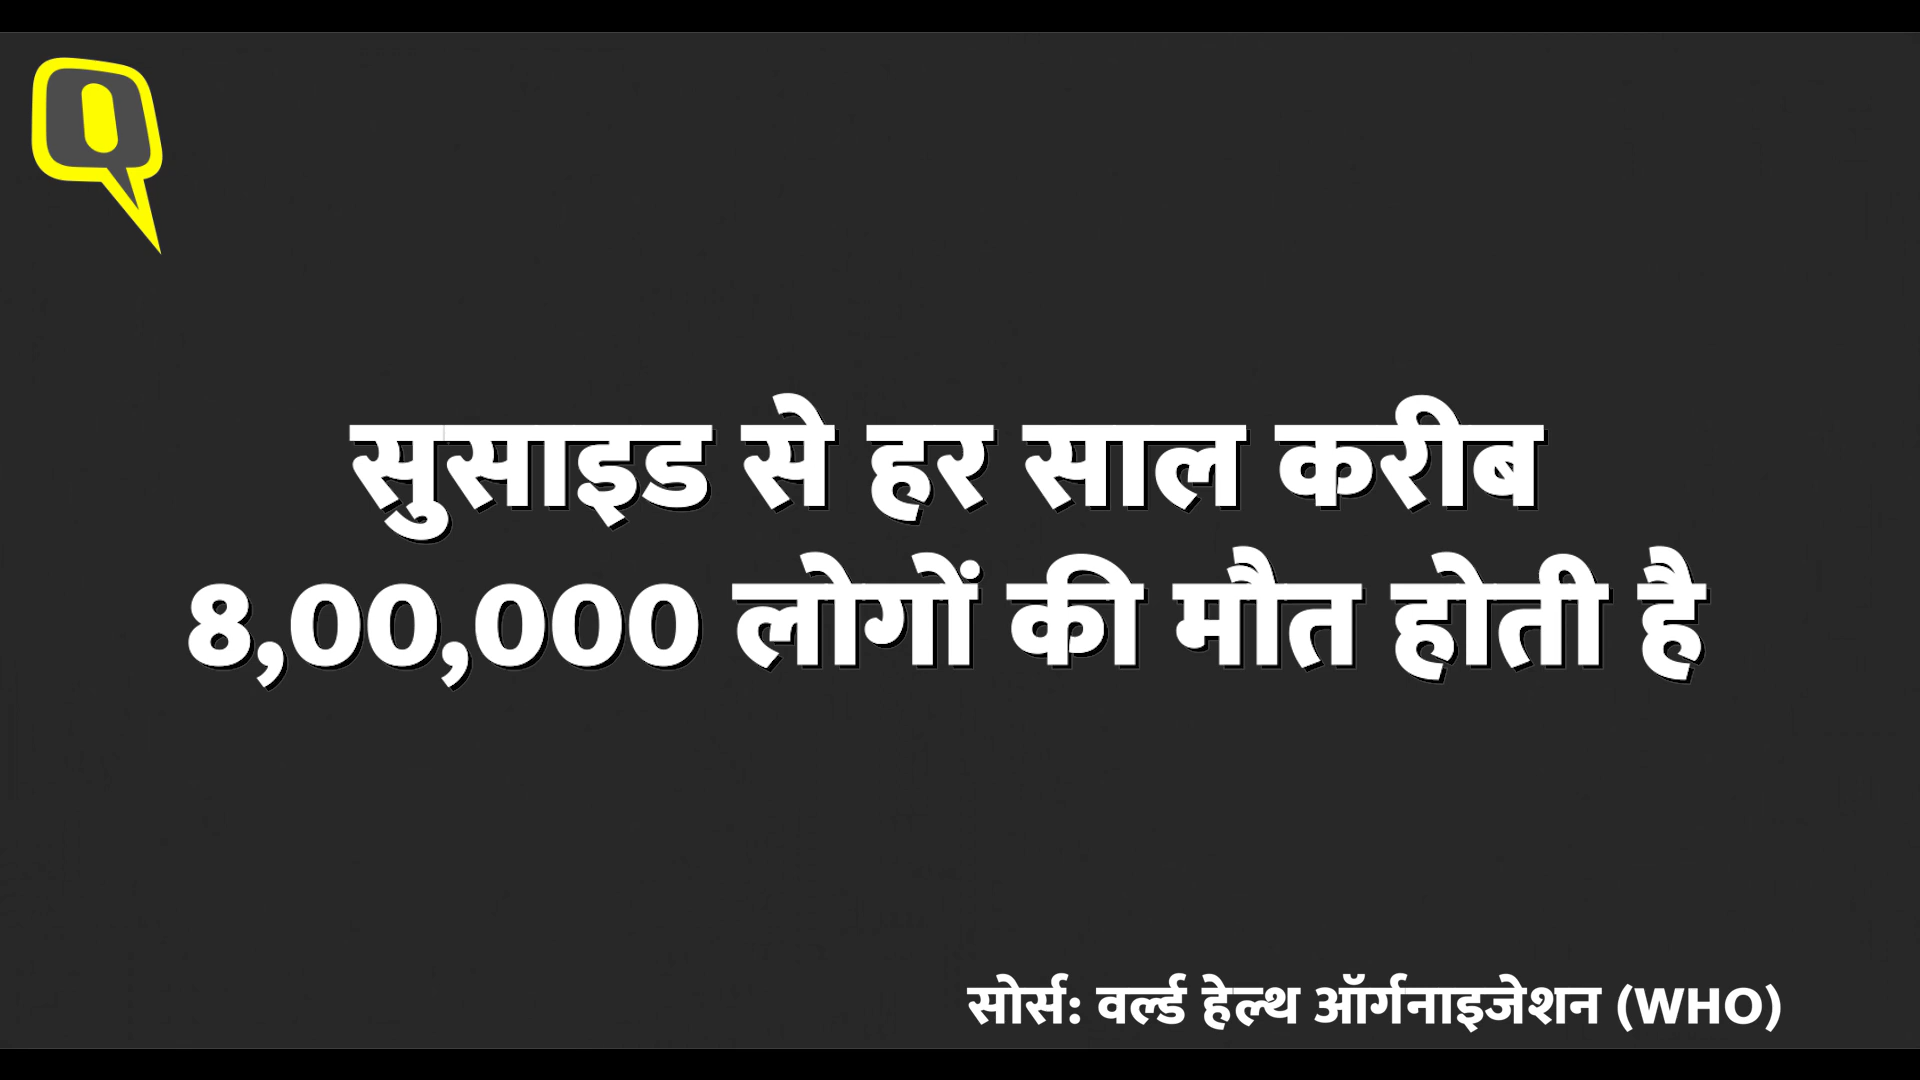 सुसाइड से हर साल करीब
8,00,000 लोगों की मौत होती है
सोर्स: वर्ल्ड हेल्थ ऑर्गनाइजेशन (WHO)